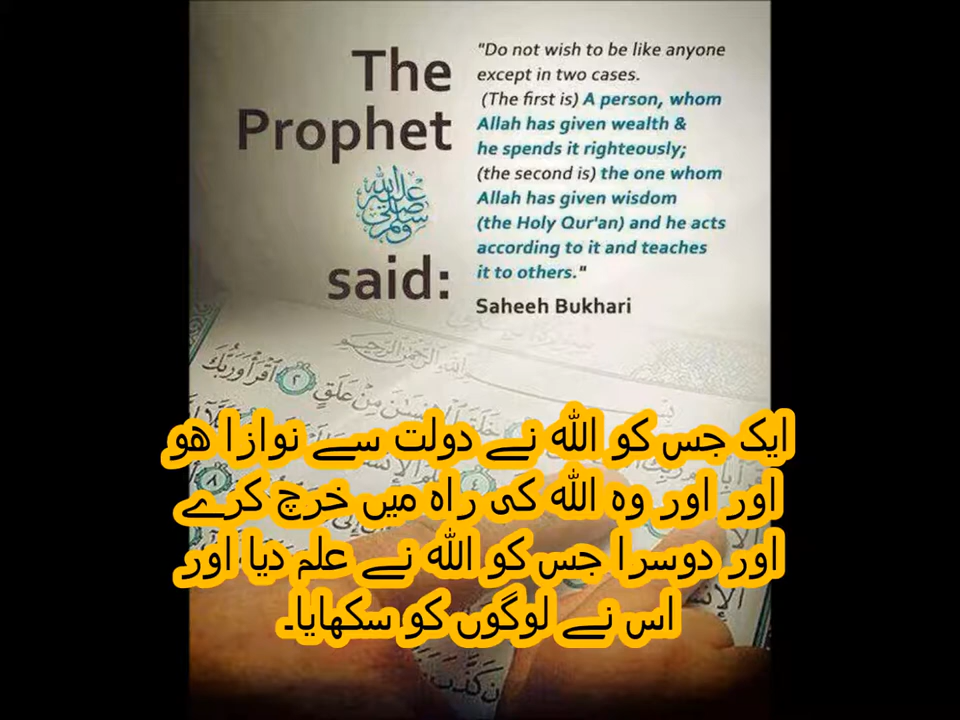 The
Prophet
ﷺ
said:
"Do not wish to be like anyone
except in two cases.
(The first is) A person, whom
Allah has given wealth &
he spends it righteously;
(the second is) the one whom
Allah has given wisdom
(the Holy Qur'an) and he acts
according to it and teaches
it to others."
Saheeh Bukhari
ایک جس کو اللہ نے دولت سے نوازا ھو
اور اور وہ اللہ کی راہ میں خرچ کرے
اور دوسرا جس کو اللہ نے علم دیا اور
اس نے لوگوں کو سکھایا۔